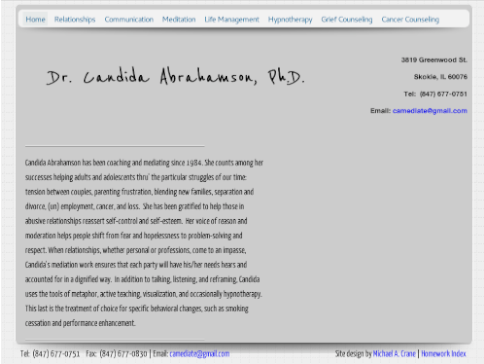 Home Relationships Communication Meditation Life Management Hypnotherapy Grief Counseling Cancer Counseling
3819 Greenwood St.
Skokie, IL 60076
Tel: (847) 677-0751
Email: camediate@gmail.com
Dr. Candida Abrahamson, Ph.D.
Candida Abrahamson has been coaching and mediating since 1984. She counts among her
successes helping adults and adolescents thru' the particular struggles of our time:
tension between couples, parenting frustration, blending new families, separation and
divorce, (un) employment, cancer, and loss. She has been gratified to help those in
abusive relationships reassert self-control and self-esteem. Her voice of reason and
moderation helps people shift from fear and hopelessness to problem-solving and
respect. When relationships, whether personal or professions, come to an impasse,
Candida's mediation work ensures that each party will have his/her needs hears and
accounted for in a dignified way. In addition to talking, listening, and reframing, Candida
uses the tools of metaphor, active teaching, visualization, and occasionally hypnotherapy.
This last is the treatment of choice for specific behavioral changes, such as smoking
cessation and performance enhancement.
Tel: (847) 677-0751 Fax: (847) 677-0830 | Email: camediate@gmail.com
Site design by Michael A. Crane | Homework Index